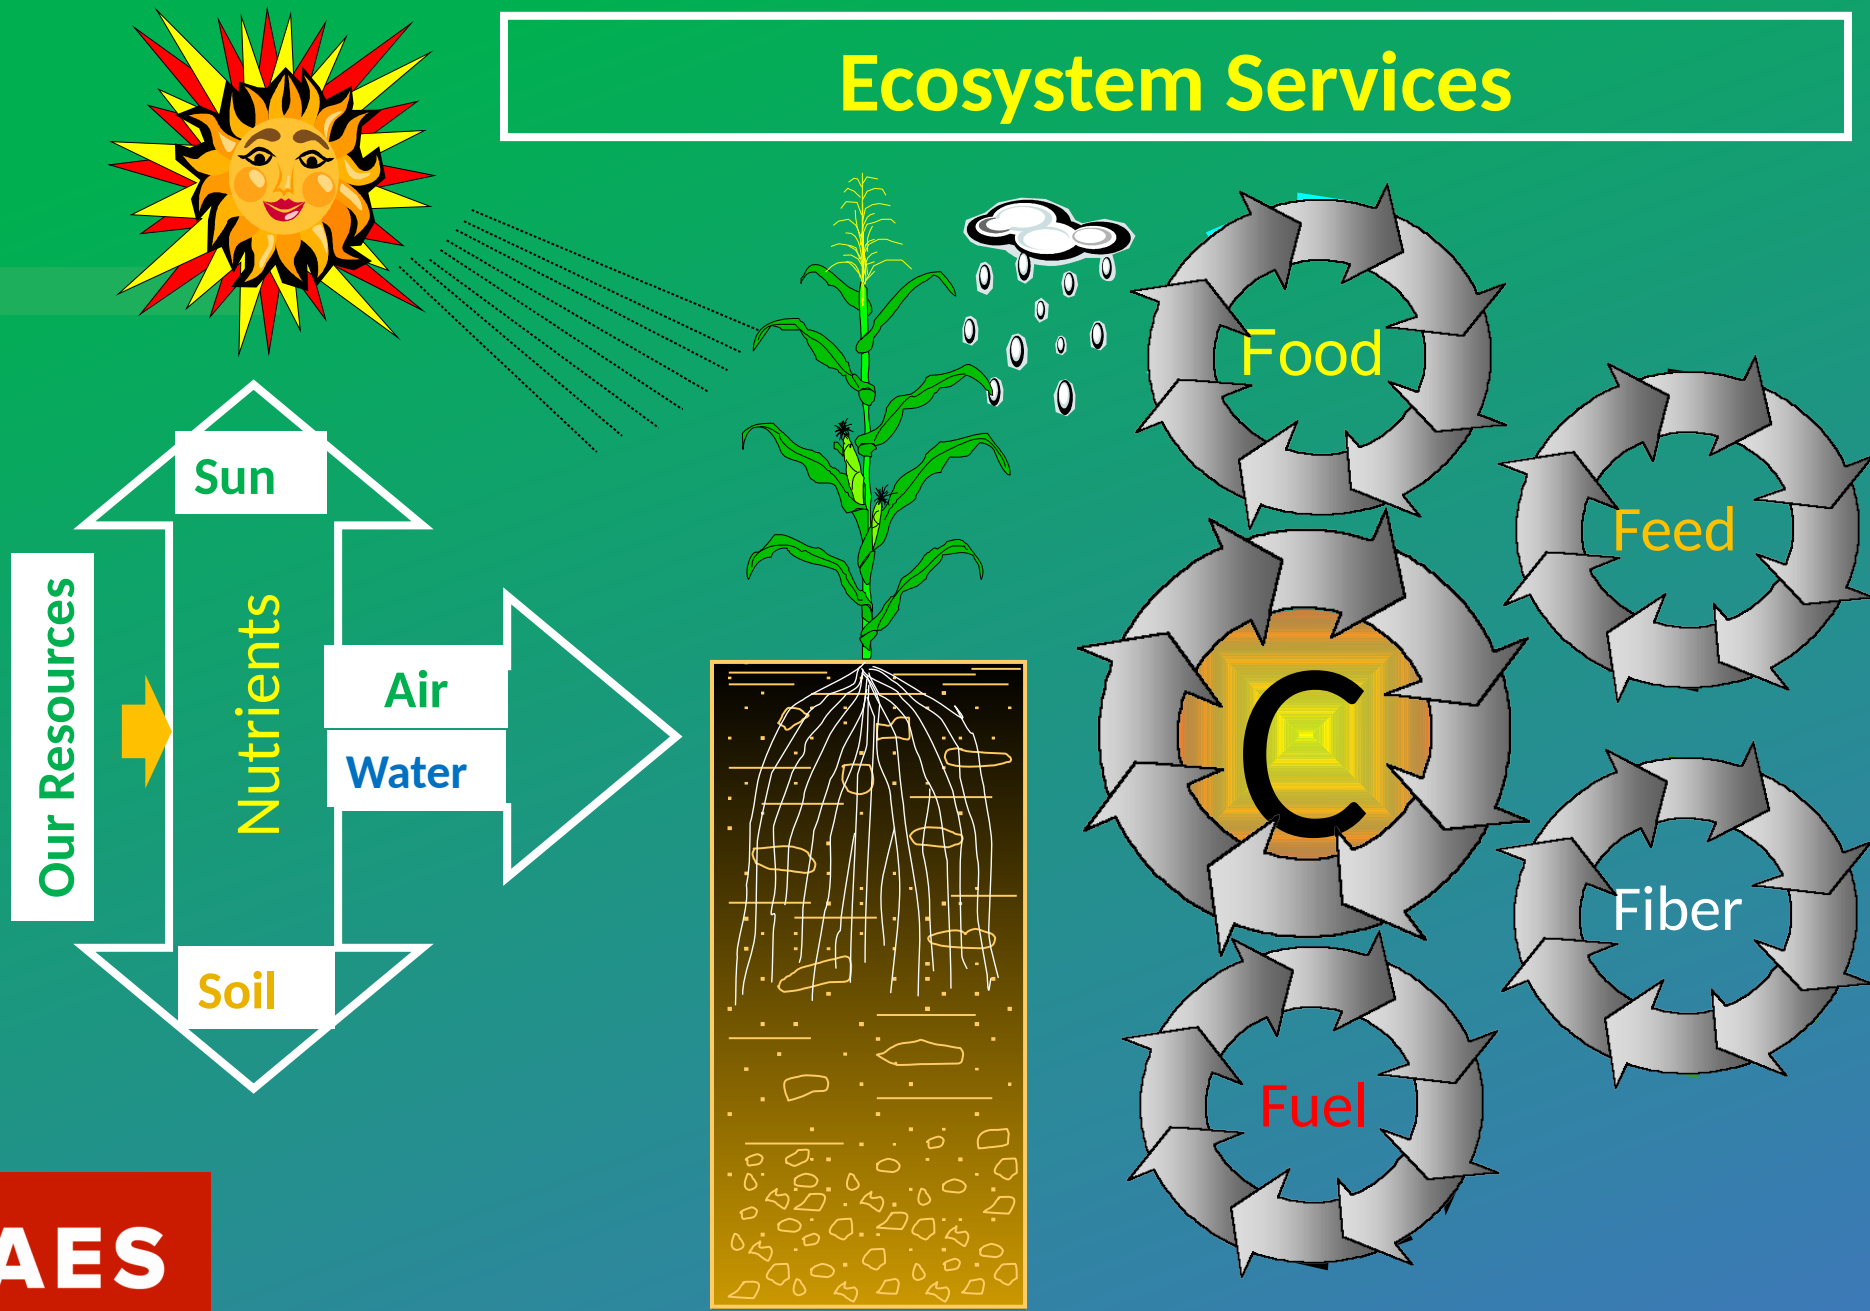 Ecosystem Services
Sun
Our Resources
Nutrients
Air
Water
Soil
Food
Feed
C
Fiber
Fuel
AES